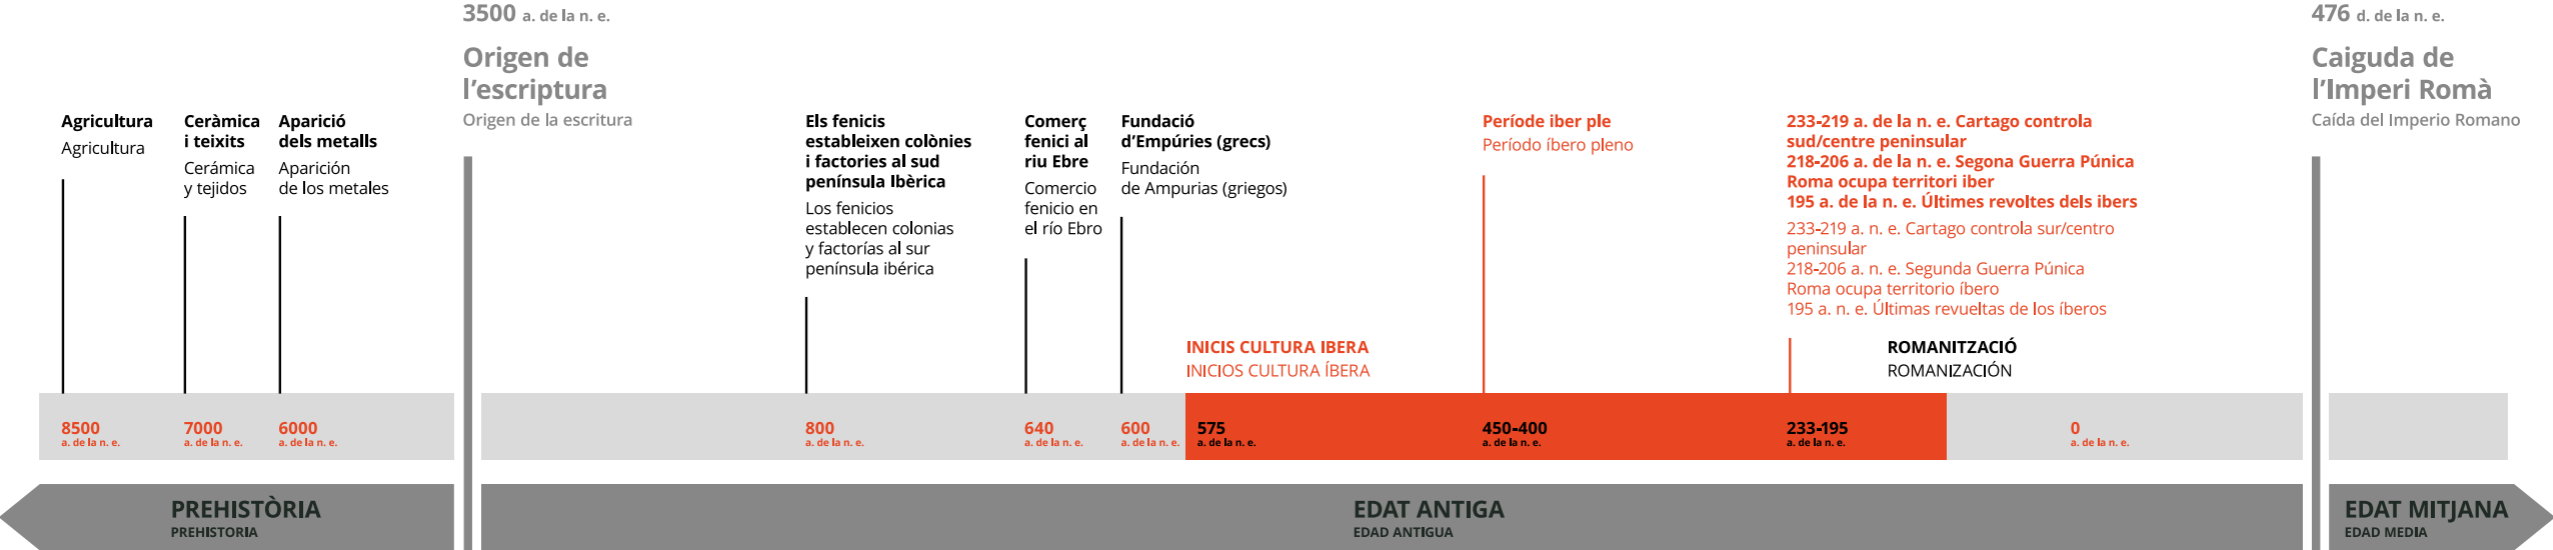 3500 a. de la n. e.
Origen de
l'escriptura
Origen de la escritura
476 d. de la n. e.
Caiguda de
l'Imperi Romà
Caída del Imperio Romano
Agricultura
Agricultura
Ceràmica
i teixits
Cerámica
y tejidos
Aparició
dels metalls
Aparición
de los metales
Els fenicis
estableixen colònies
i factories al sud
península Ibèrica
Los fenicios
establecen colonias
y factorías al sur
península ibérica
Comerç
fenici al
riu Ebre
Comercio
fenicio en
el río Ebro
Fundació
d'Empúries (grecs)
Fundación
de Ampurias (griegos)
INICIS CULTURA IBERA
INICIOS CULTURA ÍBERA
Període iber ple
Período íbero pleno
233-219 a. de la n. e. Cartago controla
sud/centre peninsular
218-206 a. de la n. e. Segona Guerra Púnica
Roma ocupa territori iber
195 a. de la n. e. Últimes revoltes dels ibers
233-219 a. n. e. Cartago controla sur/centro
peninsular
218-206 a. n. e. Segunda Guerra Púnica
Roma ocupa territorio íbero
195 a. n. e. Últimas revueltas de los íberos
ROMANITZACIÓ
ROMANIZACIÓN
8500
a. de la n. e.
7000
a. de la n. e.
6000
a. de la n. e.
800
a. de la n. e.
640
a. de la n. e.
600
a. de la n. e.
575
a. de la n. e.
450-400
a. de la n. e.
233-195
a. de la n. e.
0
a. de la n. e.
PREHISTÒRIA
PREHISTORIA
EDAT ANTIGA
EDAD ANTIGUA
EDAT MITJANA
EDAD MEDIA